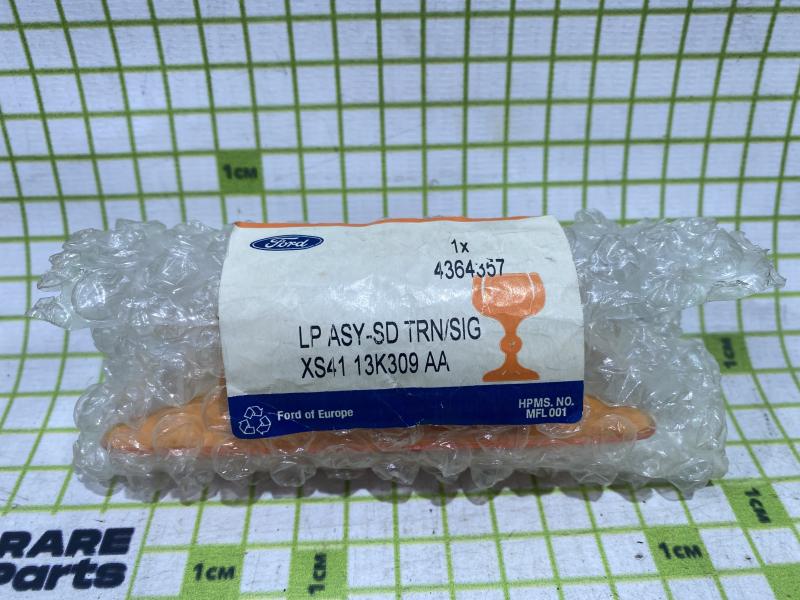 1CM
Ford
1x
4364357
LP ASY-SD TRN/SIG
XS41 13K309 AA
Ford of Europe
HPMS. NO.
MFL 001
1CM
1CM
1CM
RARE
Parts
1CM
1CM